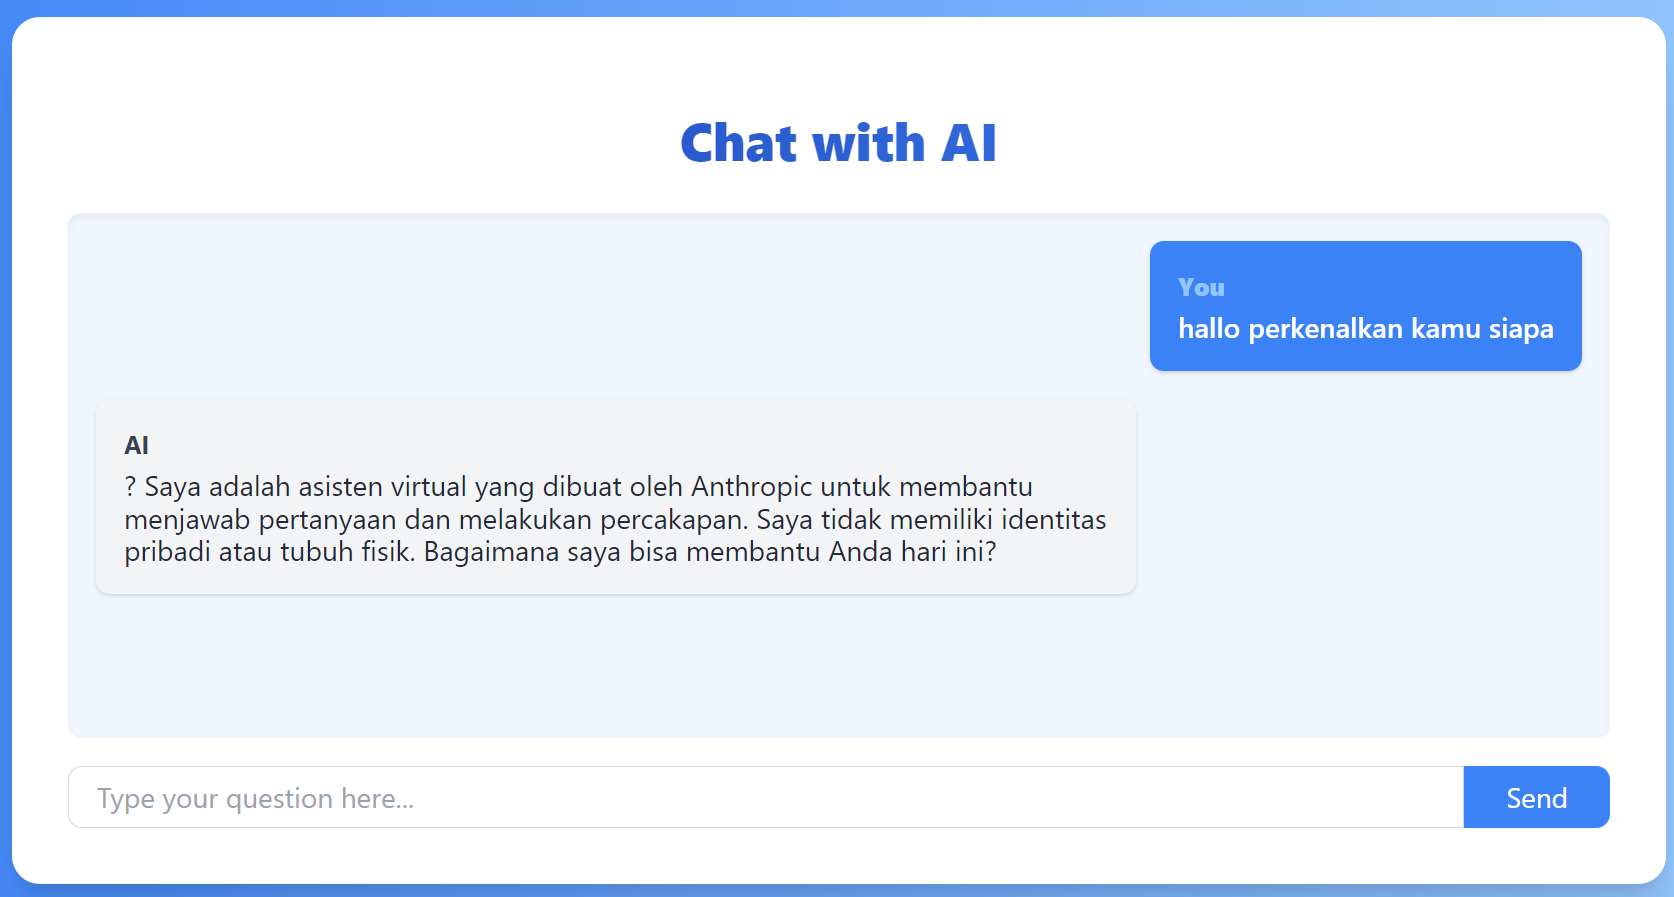 Chat with AI
You
hallo perkenalkan kamu siapa
AI
? Saya adalah asisten virtual yang dibuat oleh Anthropic untuk membantu
menjawab pertanyaan dan melakukan percakapan. Saya tidak memiliki identitas
pribadi atau tubuh fisik. Bagaimana saya bisa membantu Anda hari ini?
Type your question here...
Send